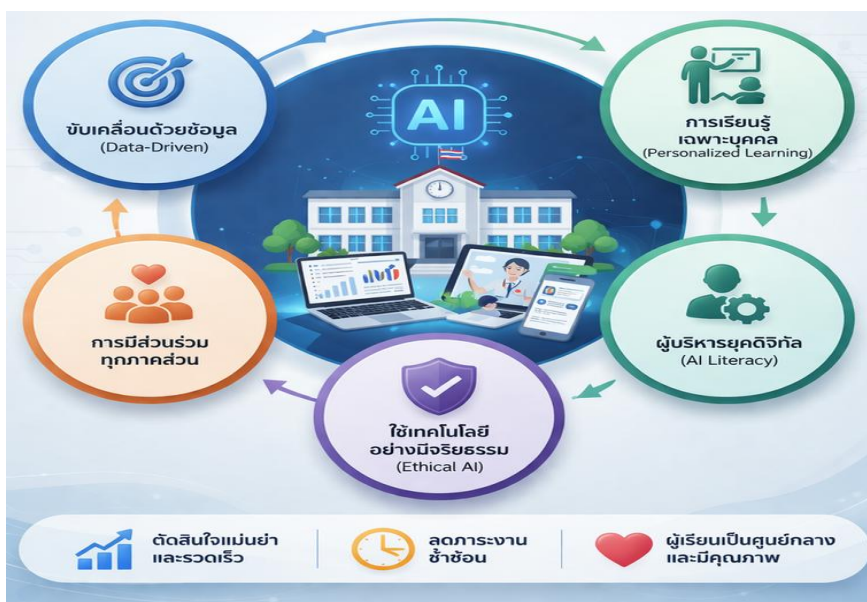 AI
ขับเคลื่อนด้วยข้อมูล
(Data-Driven)
การเรียนรู้
เฉพาะบุคคล
(Personalized Learning)
ผู้บริหารยุคดิจิทัล
(AI Literacy)
ใช้เทคโนโลยี
อย่างมีจริยธรรม
(Ethical AI)
การมีส่วนร่วม
ทุกภาคส่วน
ตัดสินใจแม่นยำ
และรวดเร็ว
ลดภาระงาน
ซ้ำซ้อน
ผู้เรียนเป็นศูนย์กลาง
และมีคุณภาพ